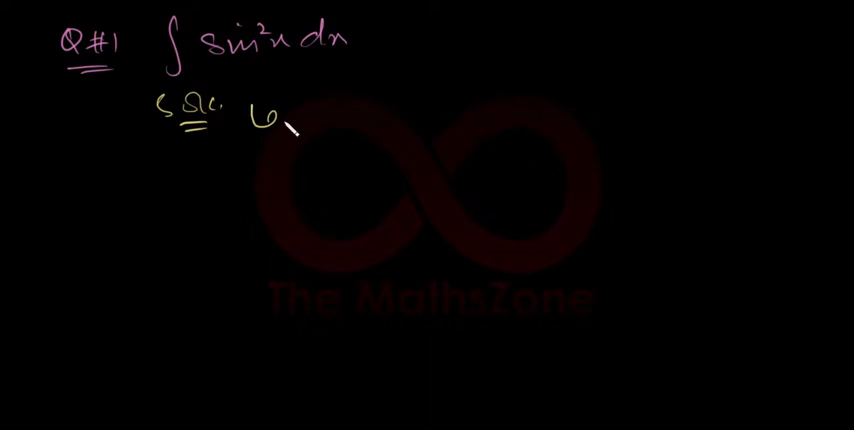 Q#1 ∫ sin²x dx
Sol.
The MathsZone